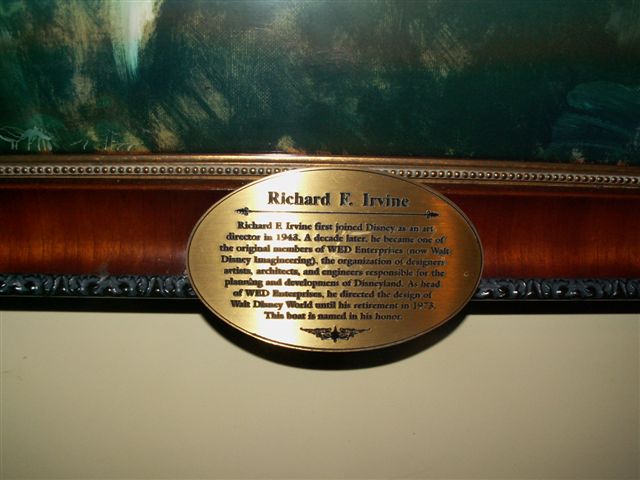 Richard F. Irvine
Richard F. Irvine first joined Disney as an art
director in 1942. A decade later, he became one of
the original members of WED Enterprises (now Walt
Disney Imagineering), the organization of designers
artists, architects, and engineers responsible for the
planning and development of Disneyland. As head
of WED Enterprises, he directed the design of
Walt Disney World until his retirement in 1973.
This boat is named in his honor.